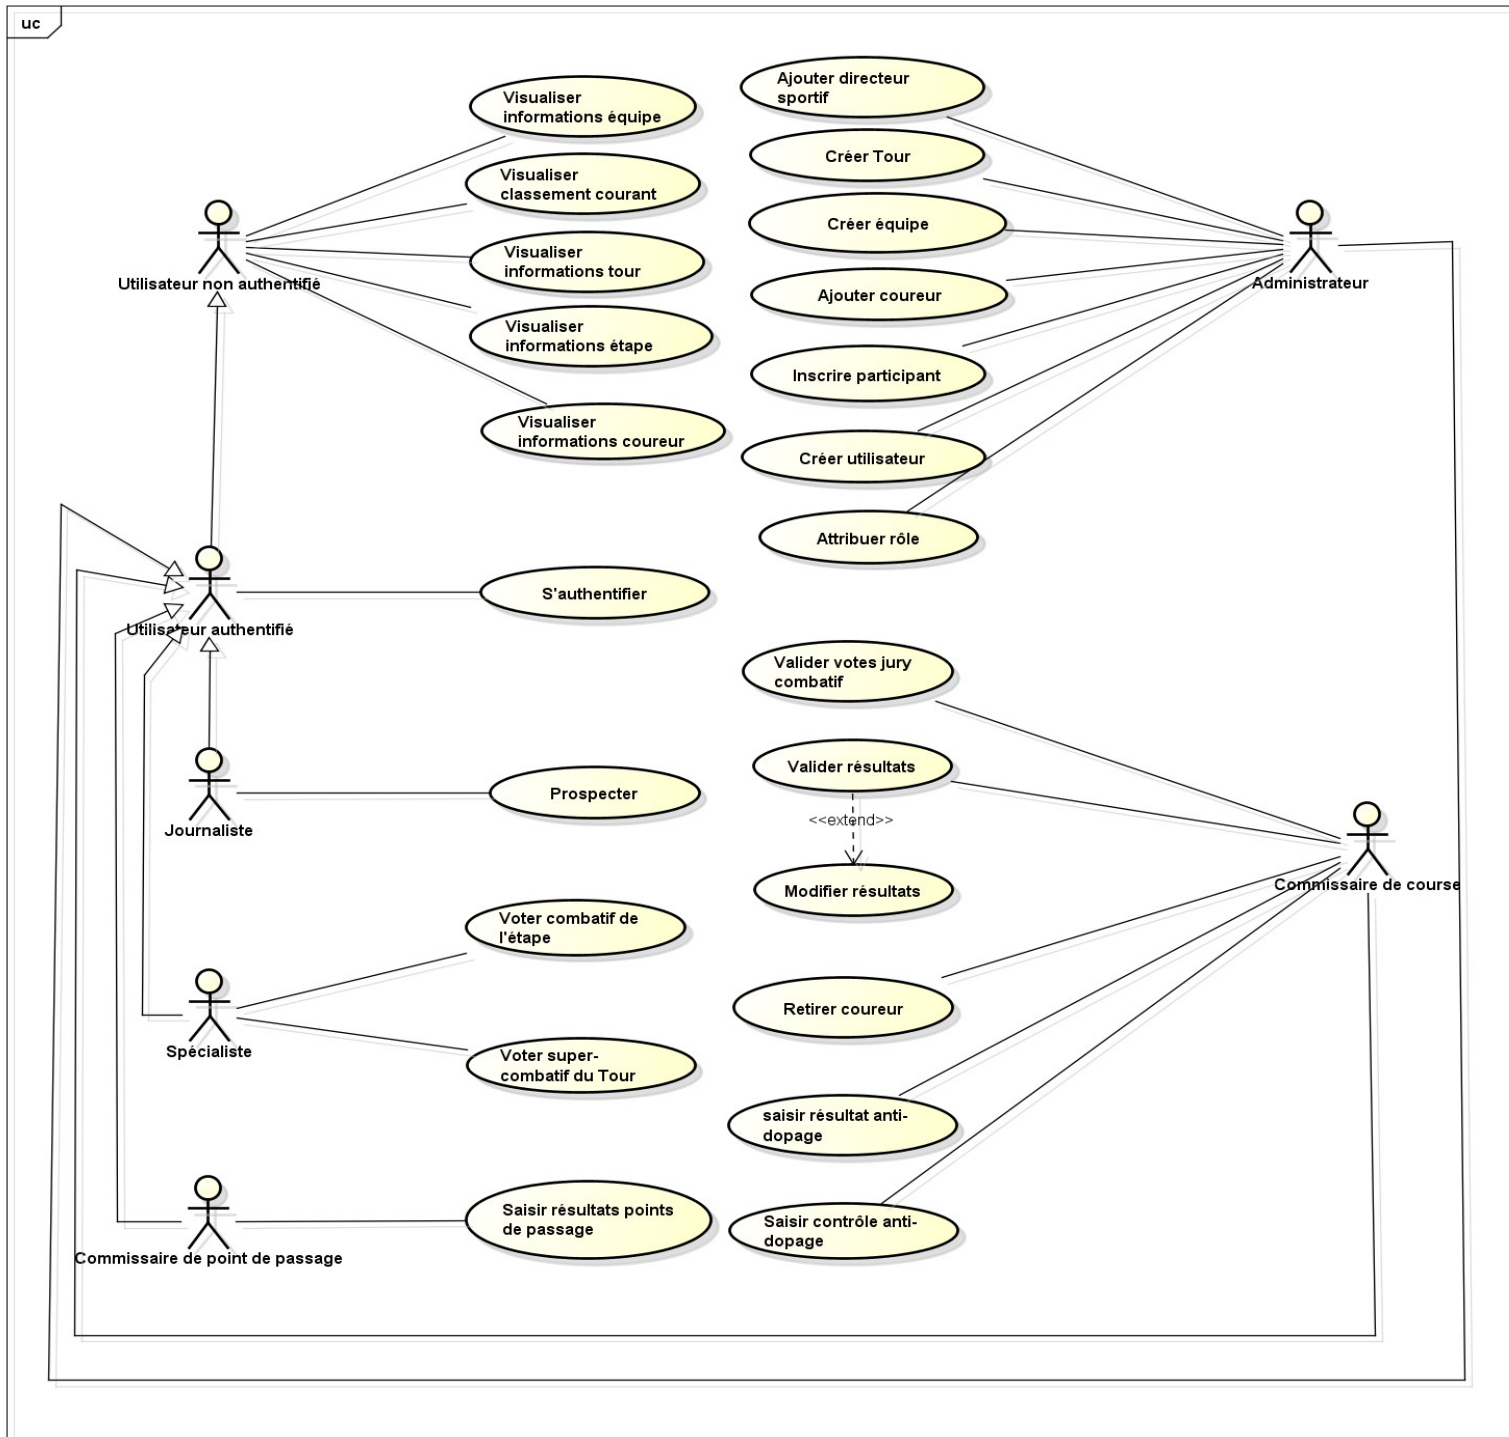 uc
Visualiser
informations équipe
Visualiser
classement courant
Visualiser
informations tour
Visualiser
informations étape
Visualiser
informations coureur
Utilisateur non authentifié
Ajouter directeur
sportif
Créer Tour
Créer équipe
Ajouter coureur
Inscrire participant
Créer utilisateur
Attribuer rôle
Administrateur
S'authentifier
Utilisateur authentifié
Prospecter
Journaliste
Voter combatif de
l'étape
Voter super-
combatif du Tour
Spécialiste
Saisir résultats points
de passage
Commissaire de point de passage
Valider votes jury
combatif
Valider résultats
<<extend>>
Modifier résultats
Retirer coureur
saisir résultat anti-
dopage
Saisir contrôle anti-
dopage
Commissaire de course